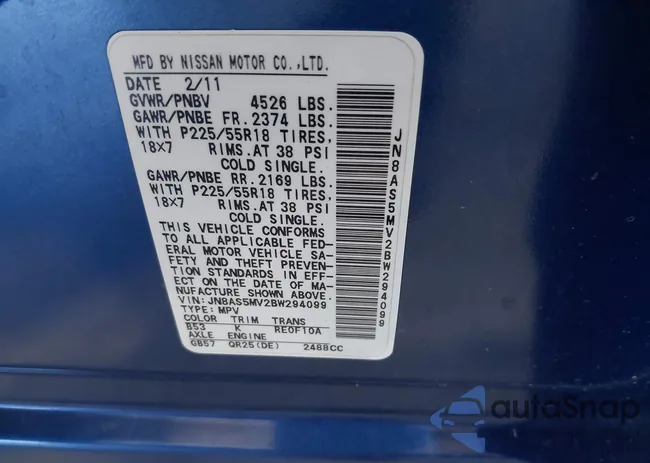 MFD BY NISSAN MOTOR CO.,LTD.
DATE 2/11
GVWR/PNBV 4526 LBS.
GAWR/PNBE FR. 2374 LBS.
WITH P225/55R18 TIRES,
18X7 RIMS.AT 38 PSI
COLD SINGLE.
GAWR/PNBE RR. 2169 LBS.
WITH P225/55R18 TIRES,
18X7 RIMS.AT 38 PSI
COLD SINGLE.
THIS VEHICLE CONFORMS
TO ALL APPLICABLE FED-
ERAL MOTOR VEHICLE SA-
FETY AND THEFT PREVEN-
TION STANDARDS IN EFF-
ECT ON THE DATE OF MA-
NUFACTURE SHOWN ABOVE.
VIN:JN8AS5MV2BW294099
TYPE:MPV
COLOR TRIM TRANS
B53 K RE0F10A
AXLE ENGINE
GB57 QR25(DE) 2488CC
JN8AS5MV2BW294099
autoSnap